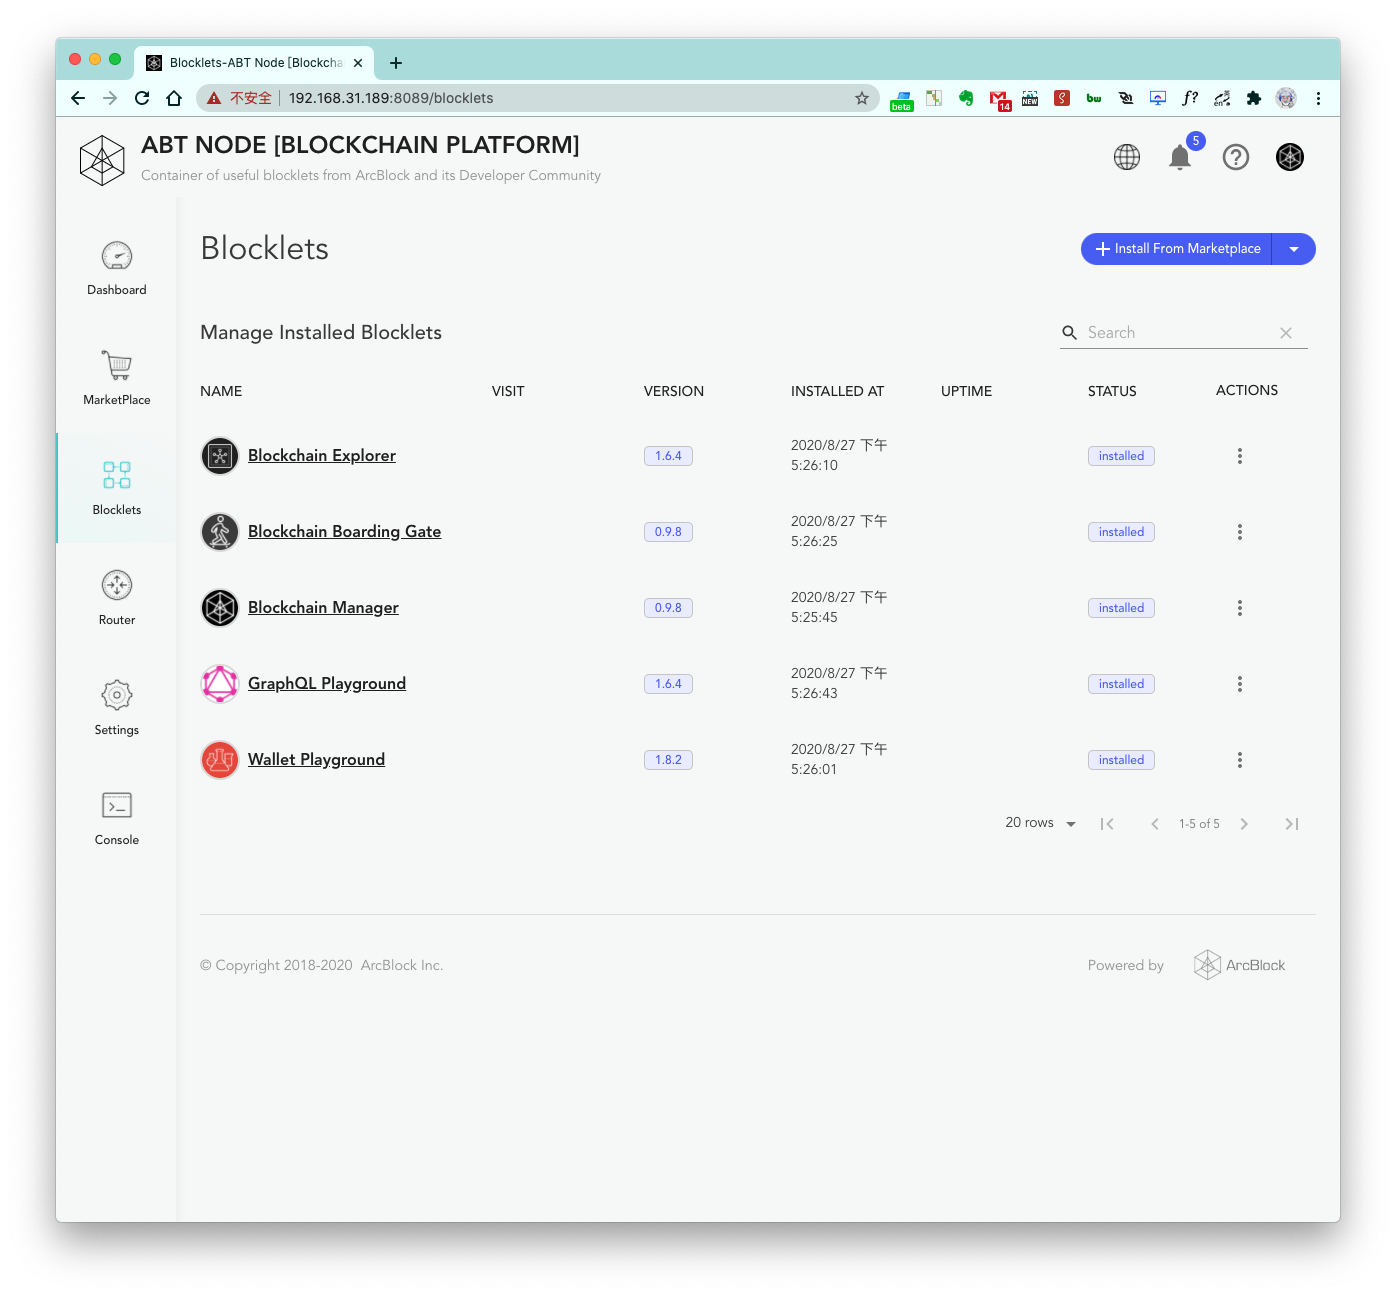 Blocklets-ABT Node [Blockcha
不安全 192.168.31.189:8089/blocklets
beta
14
NEW
bw
f?
en
ABT NODE [BLOCKCHAIN PLATFORM]
Container of useful blocklets from ArcBlock and its Developer Community
5
Dashboard
MarketPlace
Blocklets
Router
Settings
Console
Blocklets
Install From Marketplace
Manage Installed Blocklets
Search
NAME VISIT VERSION INSTALLED AT UPTIME STATUS ACTIONS
Blockchain Explorer 1.6.4 2020/8/27 下午 installed
5:26:10
Blockchain Boarding Gate 0.9.8 2020/8/27 下午 installed
5:26:25
Blockchain Manager 0.9.8 2020/8/27 下午 installed
5:25:45
GraphQL Playground 1.6.4 2020/8/27 下午 installed
5:26:43
Wallet Playground 1.8.2 2020/8/27 下午 installed
5:26:01
20 rows 1-5 of 5
© Copyright 2018-2020 ArcBlock Inc.
Powered by ArcBlock